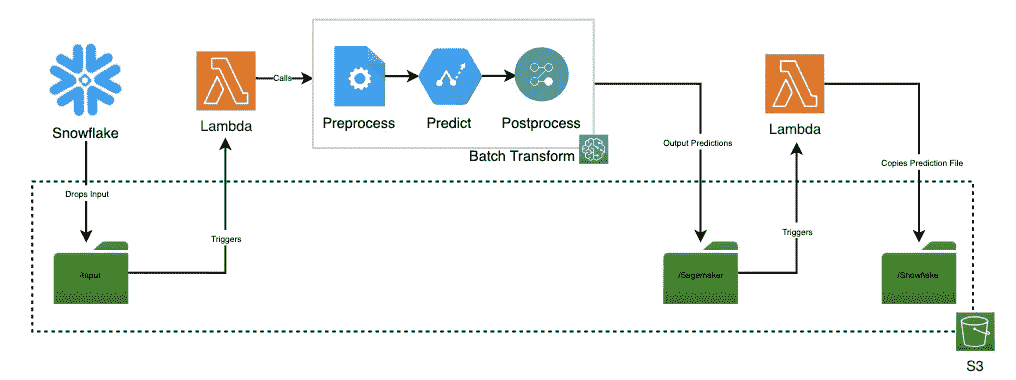 Snowflake
Drops Input
/Input
Triggers
Lambda
Calls
Preprocess
Predict
Postprocess
Batch Transform
Output Predictions
/Sagemaker
Triggers
Lambda
Copies Prediction File
/Snowflake
S3